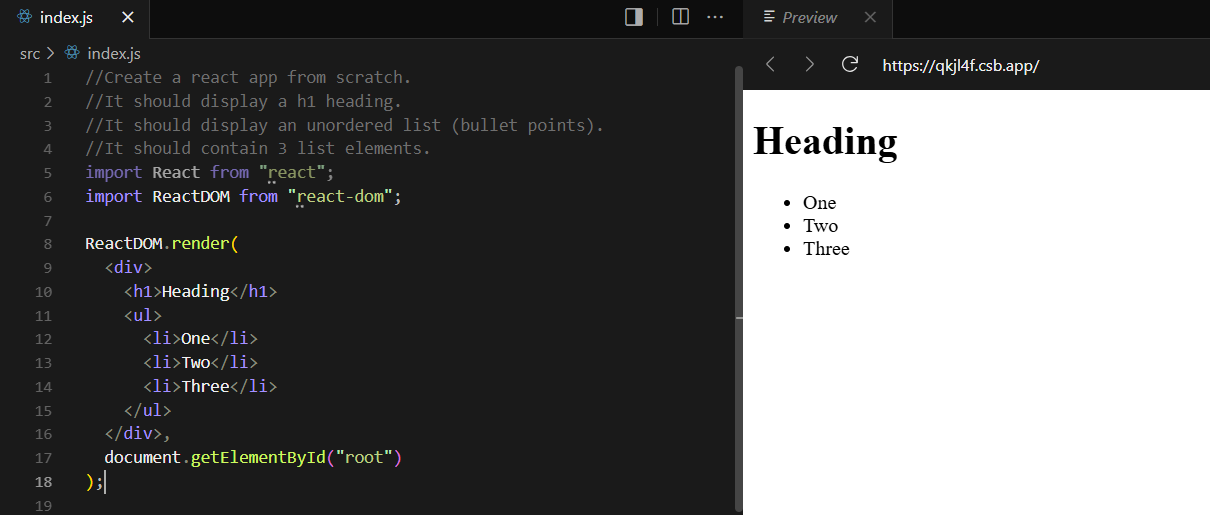 index.js
src > index.js
1 //Create a react app from scratch.
2 //It should display a h1 heading.
3 //It should display an unordered list (bullet points).
4 //It should contain 3 list elements.
5 import React from "react";
6 import ReactDOM from "react-dom";
7
8 ReactDOM.render(
9   <div>
10     <h1>Heading</h1>
11     <ul>
12       <li>One</li>
13       <li>Two</li>
14       <li>Three</li>
15     </ul>
16   </div>,
17   document.getElementById("root")
18 );
19
Preview
https://qkjl4f.csb.app/
Heading
• One
• Two
• Three